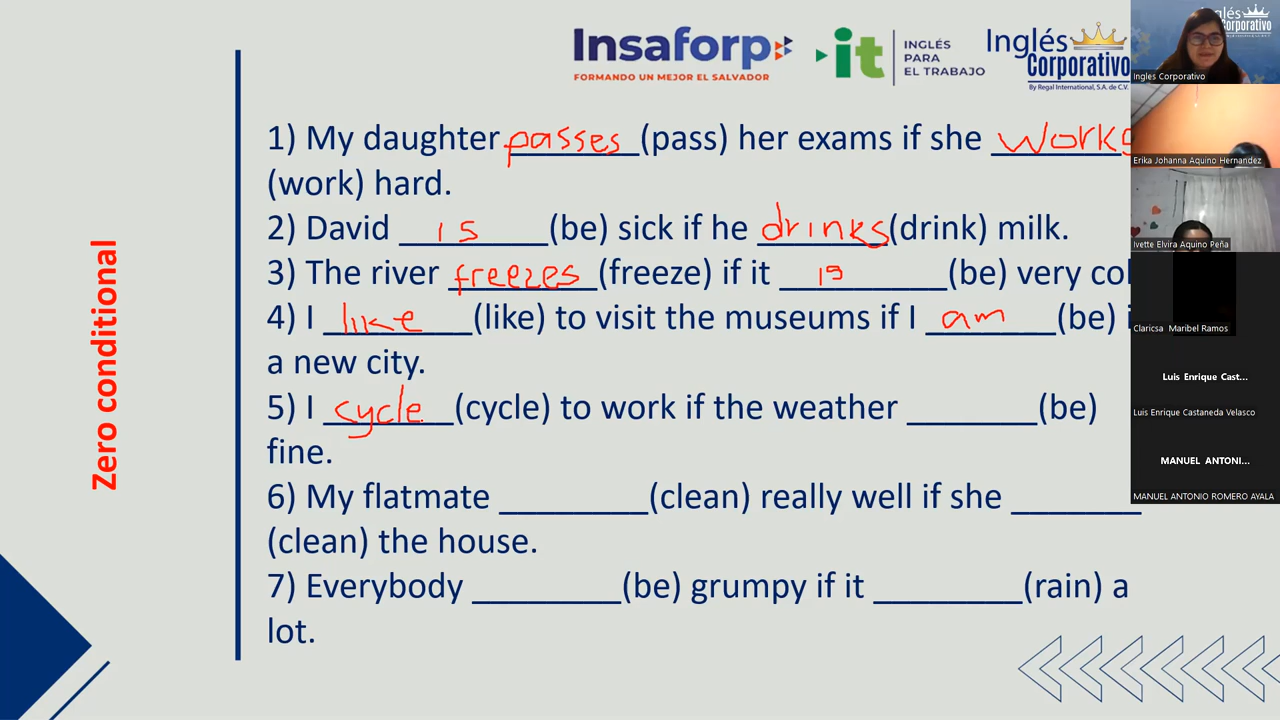 Insaforp
FORMANDO UN MEJOR EL SALVADOR
it
INGLÉS
PARA
EL TRABAJO
Inglés
Corporativo
By Regal International, S.A. de C.V.
Corporativo
Ingles Corporativo
Erika Johanna Aquino Hernandez
Ivette Elvira Aquino Peña
Claricsa Maribel Ramos
Luis Enrique Cast...
Luis Enrique Castaneda Velasco
MANUEL ANTONI...
MANUEL ANTONIO ROMERO AYALA
Zero conditional
1) My daughter passes (pass) her exams if she works
(work) hard.
2) David is (be) sick if he drinks (drink) milk.
3) The river freezes (freeze) if it is (be) very col
4) I like (like) to visit the museums if I am (be) i
a new city.
5) I cycle (cycle) to work if the weather _______ (be)
fine.
6) My flatmate ________ (clean) really well if she _______
(clean) the house.
7) Everybody ________ (be) grumpy if it ________ (rain) a
lot.